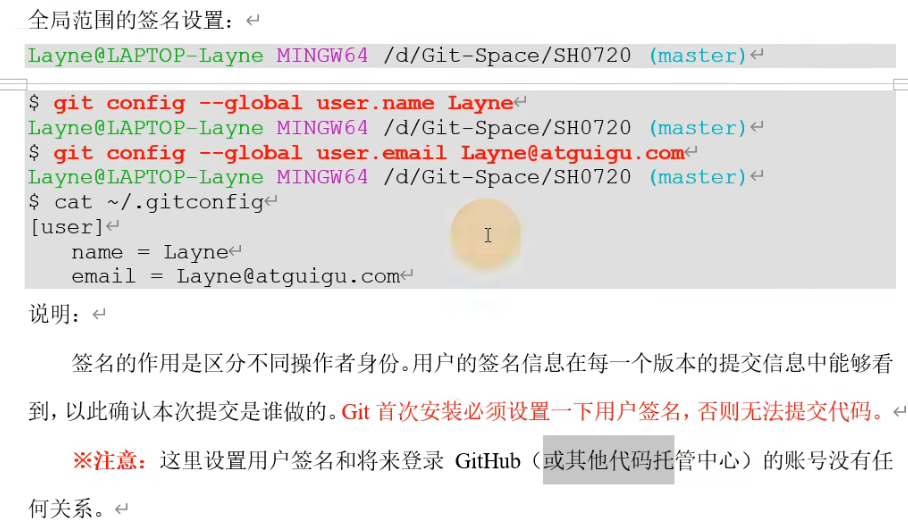 全局范围的签名设置：
Layne@LAPTOP-Layne MINGW64 /d/Git-Space/SH0720 (master)
$ git config --global user.name Layne
Layne@LAPTOP-Layne MINGW64 /d/Git-Space/SH0720 (master)
$ git config --global user.email Layne@atguigu.com
Layne@LAPTOP-Layne MINGW64 /d/Git-Space/SH0720 (master)
$ cat ~/.gitconfig
[user]
name = Layne
email = Layne@atguigu.com
说明：
签名的作用是区分不同操作者身份。用户的签名信息在每一个版本的提交信息中能够看
到，以此确认本次提交是谁做的。Git 首次安装必须设置一下用户签名，否则无法提交代码。
※注意：这里设置用户签名和将来登录 GitHub（或其他代码托管中心）的账号没有任
何关系。